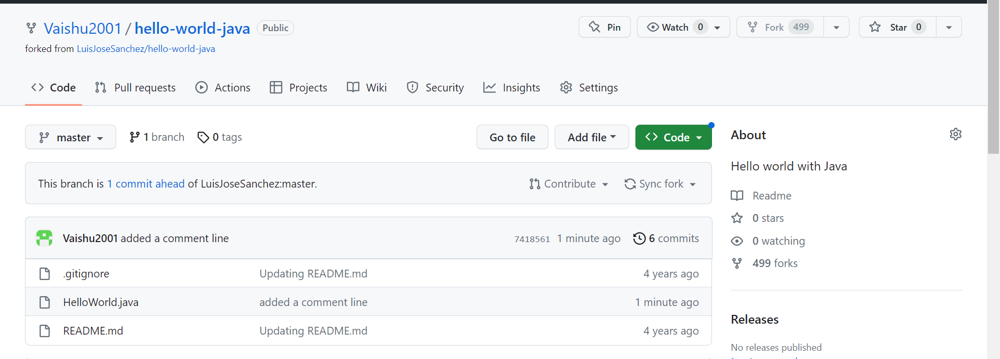 Vaishu2001 / hello-world-java Public
Pin
Watch 0
Fork 499
Star 0
forked from LuisJoseSanchez/hello-world-java
Code
Pull requests
Actions
Projects
Wiki
Security
Insights
Settings
master
1 branch
0 tags
Go to file
Add file
Code
This branch is 1 commit ahead of LuisJoseSanchez:master.
Contribute
Sync fork
Vaishu2001 added a comment line 7418561 1 minute ago 6 commits
.gitignore Updating README.md 4 years ago
HelloWorld.java added a comment line 1 minute ago
README.md Updating README.md 4 years ago
About
Hello world with Java
Readme
0 stars
0 watching
499 forks
Releases
No releases published